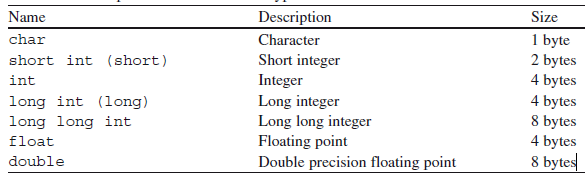 Name Description Size
char Character 1 byte
short int (short) Short integer 2 bytes
int Integer 4 bytes
long int (long) Long integer 4 bytes
long long int Long long integer 8 bytes
float Floating point 4 bytes
double Double precision floating point 8 bytes